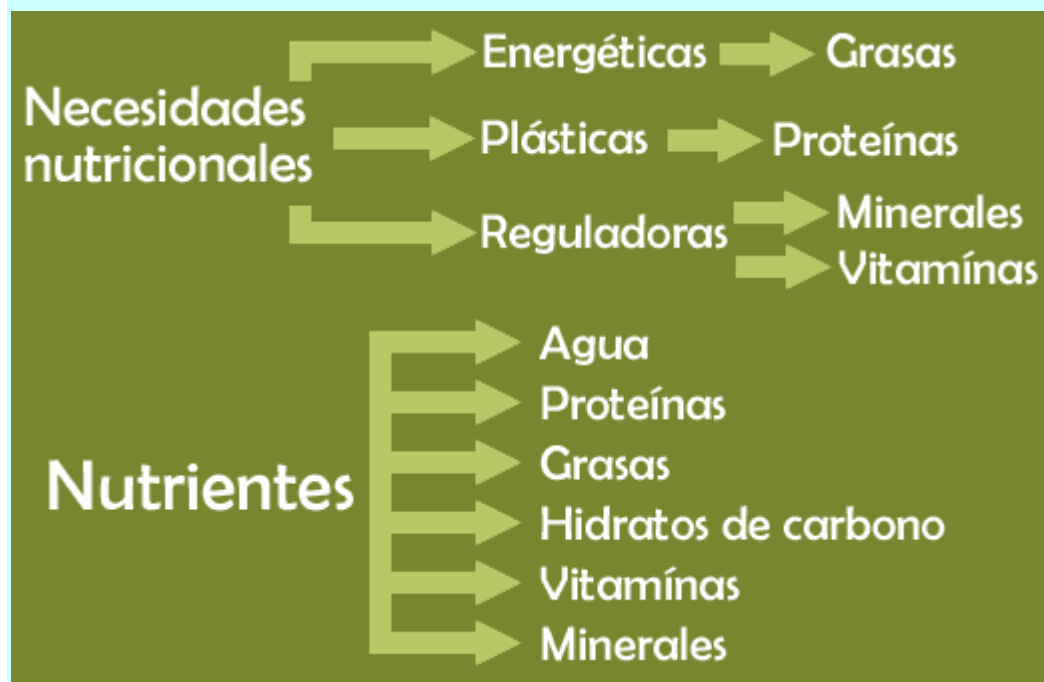 Necesidades
nutricionales
Energéticas
Grasas
Plásticas
Proteínas
Reguladoras
Minerales
Vitamínas
Nutrientes
Agua
Proteínas
Grasas
Hidratos de carbono
Vitamínas
Minerales